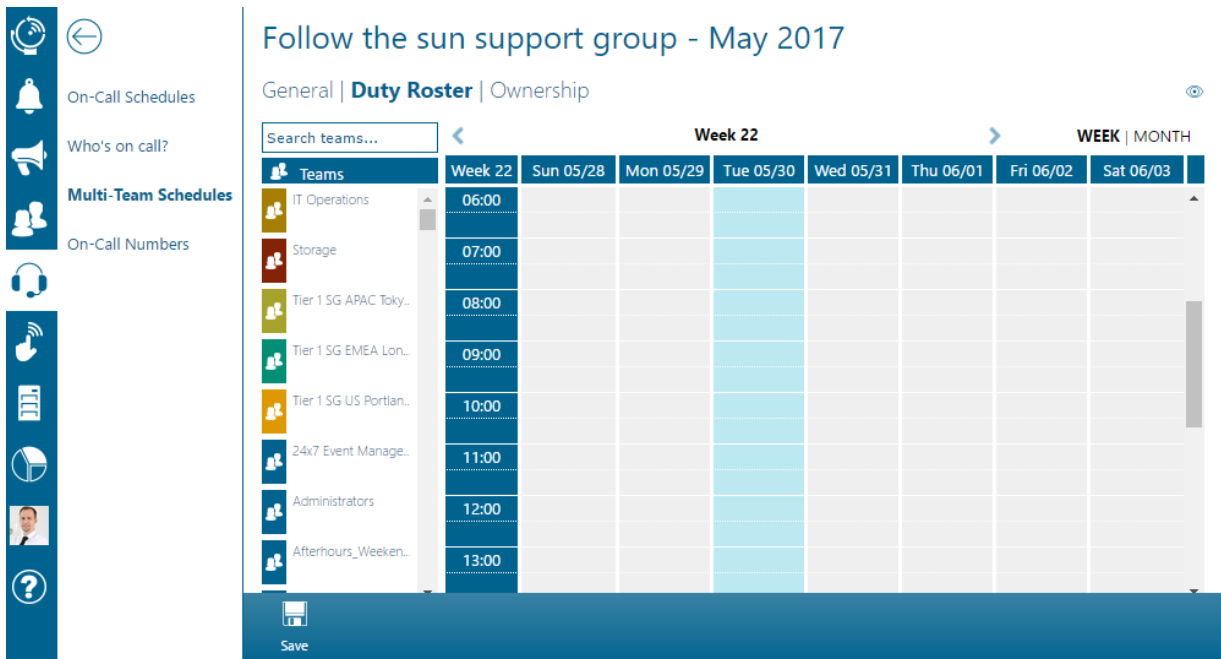 Follow the sun support group - May 2017
On-Call Schedules
Who's on call?
Multi-Team Schedules
On-Call Numbers
General | Duty Roster | Ownership
Search teams...
Week 22
WEEK | MONTH
Teams
Week 22 Sun 05/28 Mon 05/29 Tue 05/30 Wed 05/31 Thu 06/01 Fri 06/02 Sat 06/03
IT Operations
Storage
Tier 1 SG APAC Toky..
Tier 1 SG EMEA Lon..
Tier 1 SG US Portlan..
24x7 Event Manage..
Administrators
Afterhours_Weeken..
06:00
07:00
08:00
09:00
10:00
11:00
12:00
13:00
?
Save